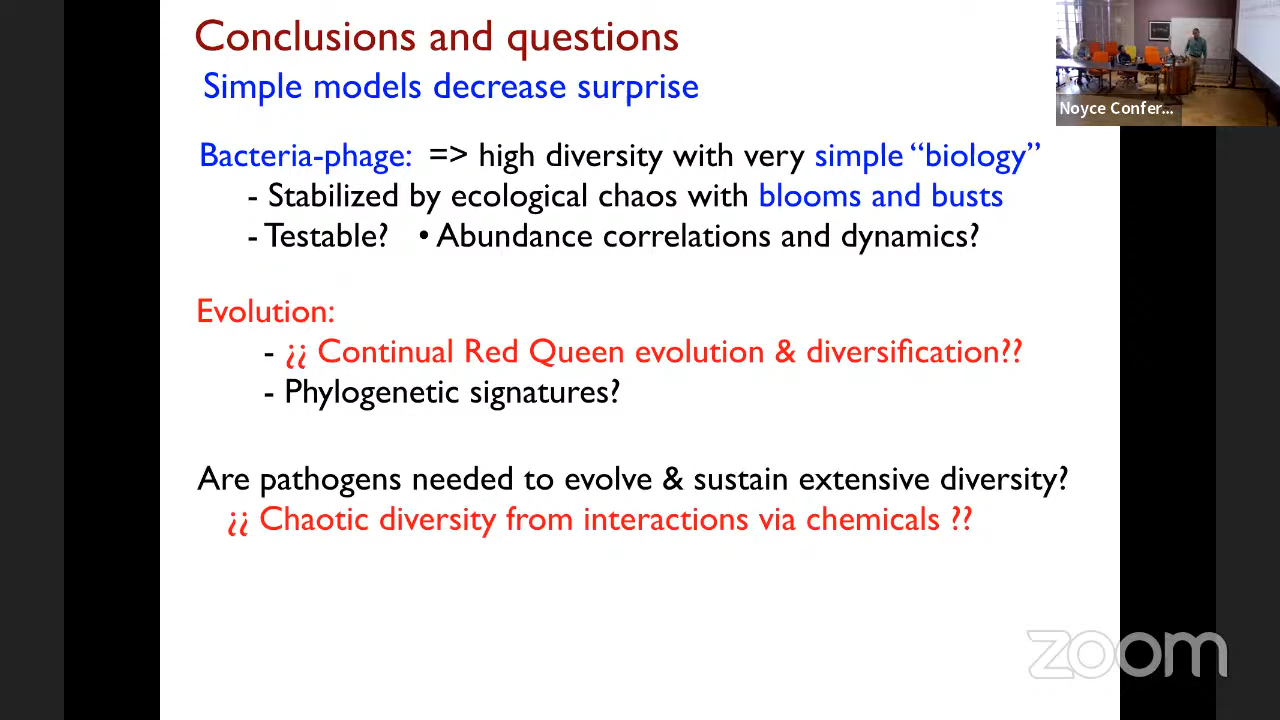 Conclusions and questions
Simple models decrease surprise
Bacteria-phage: => high diversity with very simple “biology”
- Stabilized by ecological chaos with blooms and busts
- Testable? • Abundance correlations and dynamics?
Evolution:
- ¿¿ Continual Red Queen evolution & diversification??
- Phylogenetic signatures?
Are pathogens needed to evolve & sustain extensive diversity?
¿¿ Chaotic diversity from interactions via chemicals ??
Noyce Confer...
zoom